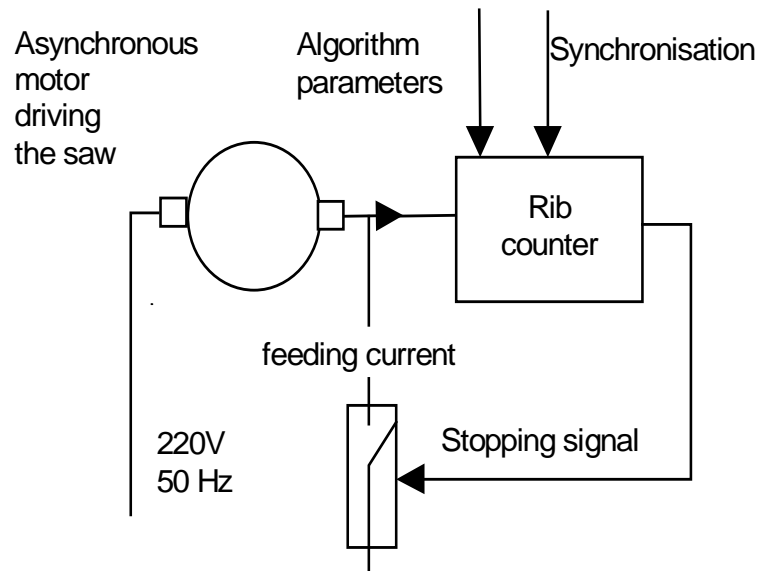 Asynchronous
motor
driving
the saw
Algorithm
parameters
Synchronisation
Rib
counter
feeding current
220V
50 Hz
Stopping signal